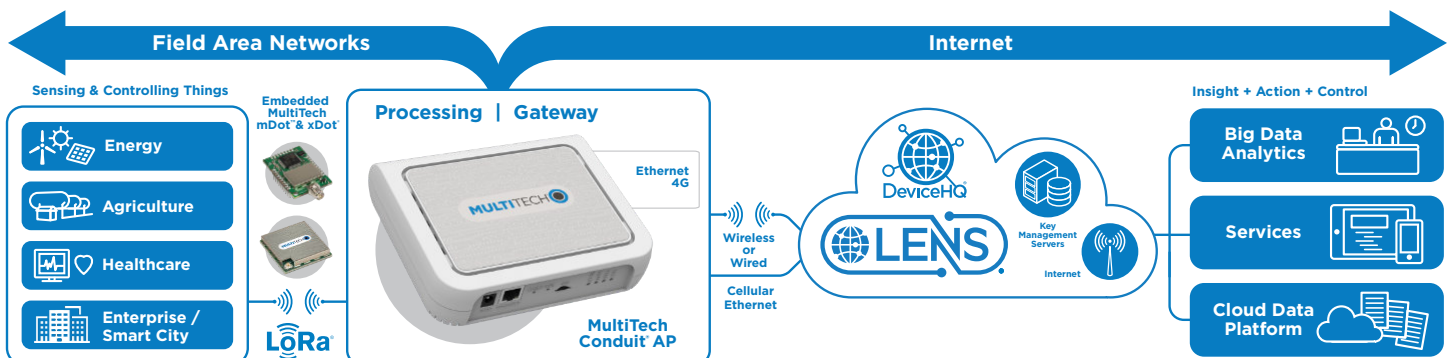 Field Area Networks
Internet
Sensing & Controlling Things
Energy
Agriculture
Healthcare
Enterprise /
Smart City
Embedded
MultiTech
mDot™& xDot®
LoRa®
Processing | Gateway
MULTITECH
Ethernet
4G
MultiTech
Conduit® AP
MULTITECH
Wireless
or
Wired
Cellular
Ethernet
DeviceHQ®
LENS®
Key
Management
Servers
Internet
Insight + Action + Control
Big Data
Analytics
Services
Cloud Data
Platform